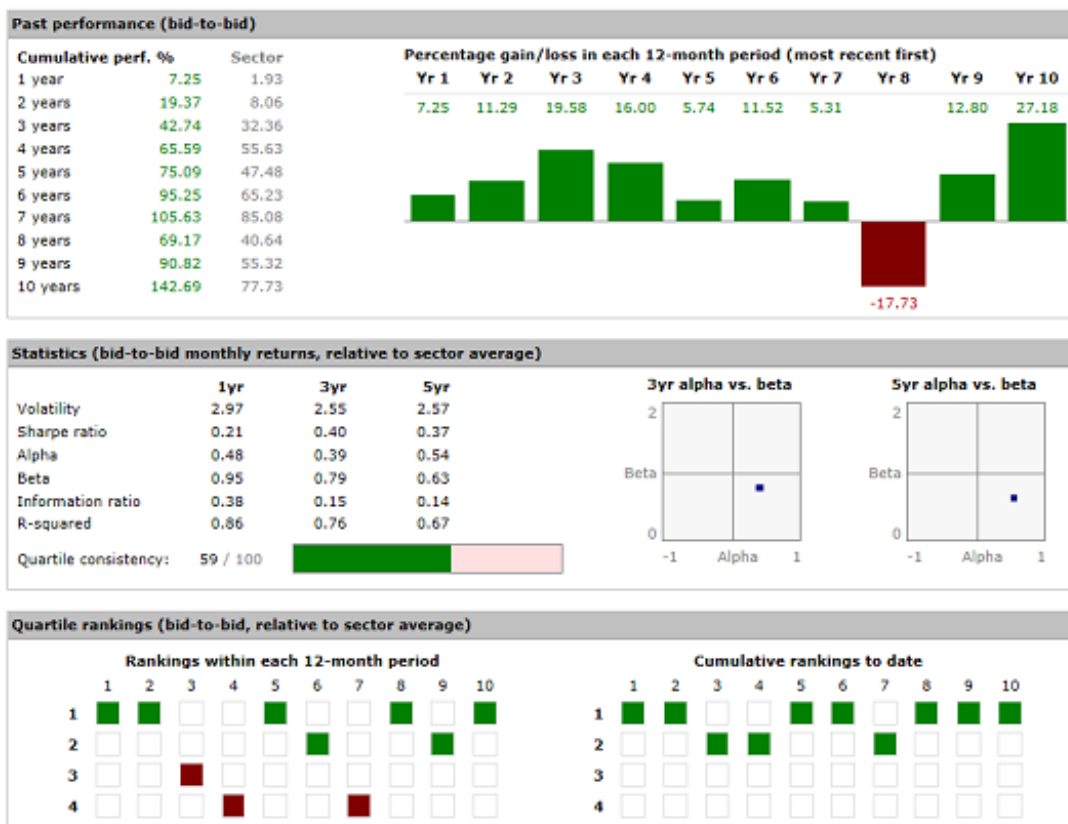 Past performance (bid-to-bid)
Cumulative perf. % Sector
1 year 7.25 1.93
2 years 19.37 8.06
3 years 42.74 32.36
4 years 65.59 55.63
5 years 75.09 47.48
6 years 95.25 65.23
7 years 105.63 85.08
8 years 69.17 40.64
9 years 90.82 55.32
10 years 142.69 77.73
Percentage gain/loss in each 12-month period (most recent first)
Yr 1 Yr 2 Yr 3 Yr 4 Yr 5 Yr 6 Yr 7 Yr 8 Yr 9 Yr 10
7.25 11.29 19.58 16.00 5.74 11.52 5.31 12.80 27.18
-17.73
Statistics (bid-to-bid monthly returns, relative to sector average)
1yr 3yr 5yr
Volatility 2.97 2.55 2.57
Sharpe ratio 0.21 0.40 0.37
Alpha 0.48 0.39 0.54
Beta 0.95 0.79 0.63
Information ratio 0.38 0.15 0.14
R-squared 0.86 0.76 0.67
Quartile consistency: 59 / 100
3yr alpha vs. beta
2
Beta
0
-1 Alpha 1
5yr alpha vs. beta
2
Beta
0
-1 Alpha 1
Quartile rankings (bid-to-bid, relative to sector average)
Rankings within each 12-month period
1 2 3 4 5 6 7 8 9 10
1
2
3
4
Cumulative rankings to date
1 2 3 4 5 6 7 8 9 10
1
2
3
4